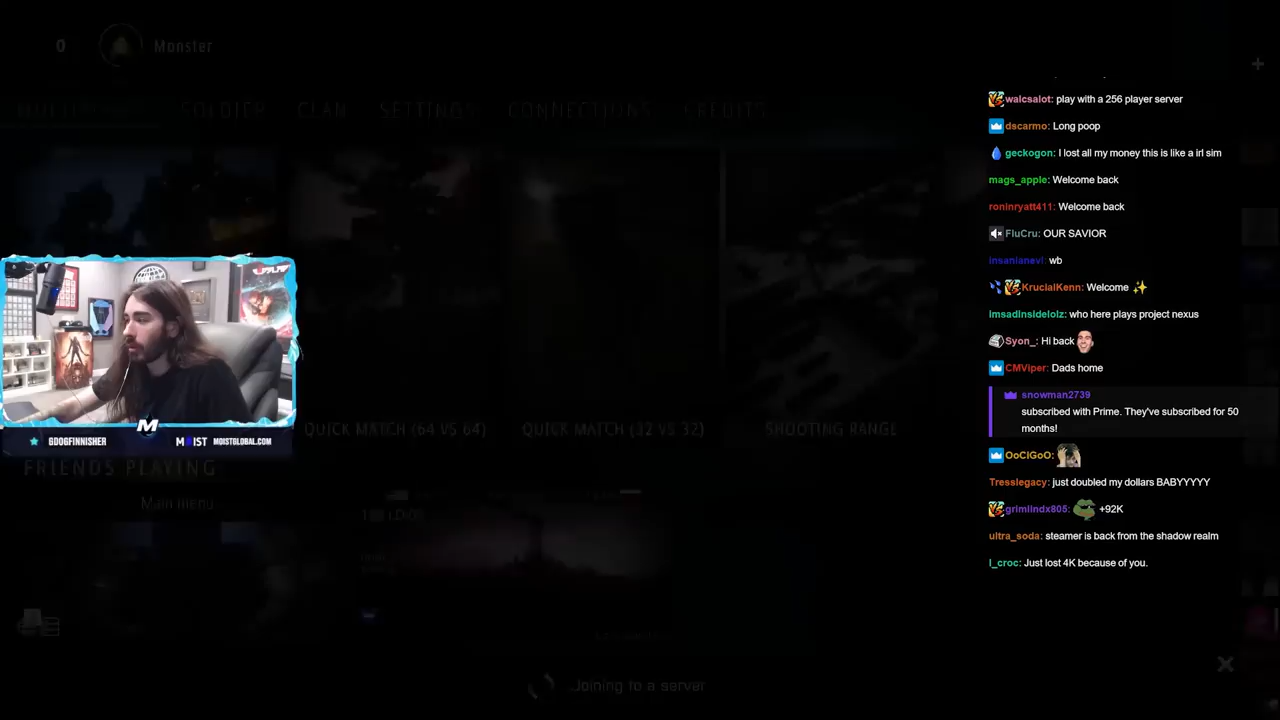 0
Monster
SOLDIER
CLAN
SETTINGS
CONNECTIONS
CREDITS
walcsalot: play with a 256 player server
dscarmo: Long poop
geckogon: I lost all my money this is like a irl sim
mags_apple: Welcome back
roninryatt411: Welcome back
FluCru: OUR SAVIOR
insanianevl: wb
KrucialKenn: Welcome
imsadinsidelolz: who here plays project nexus
Syon_: Hi back
CMViper: Dads home
snowman2739
subscribed with Prime. They've subscribed for 50
months!
OoCIGoO:
Tresslegacy: just doubled my dollars BABYYYYY
grimlindx805: +92K
ultra_soda: steamer is back from the shadow realm
l_croc: Just lost 4K because of you.
M
GDOGFINNISHER
MOIST
MOISTGLOBAL.COM
QUICK MATCH (64 VS 64)
QUICK MATCH (32 VS 32)
SHOOTING RANGE
FRIENDS PLAYING
Main menu
Joining to a server